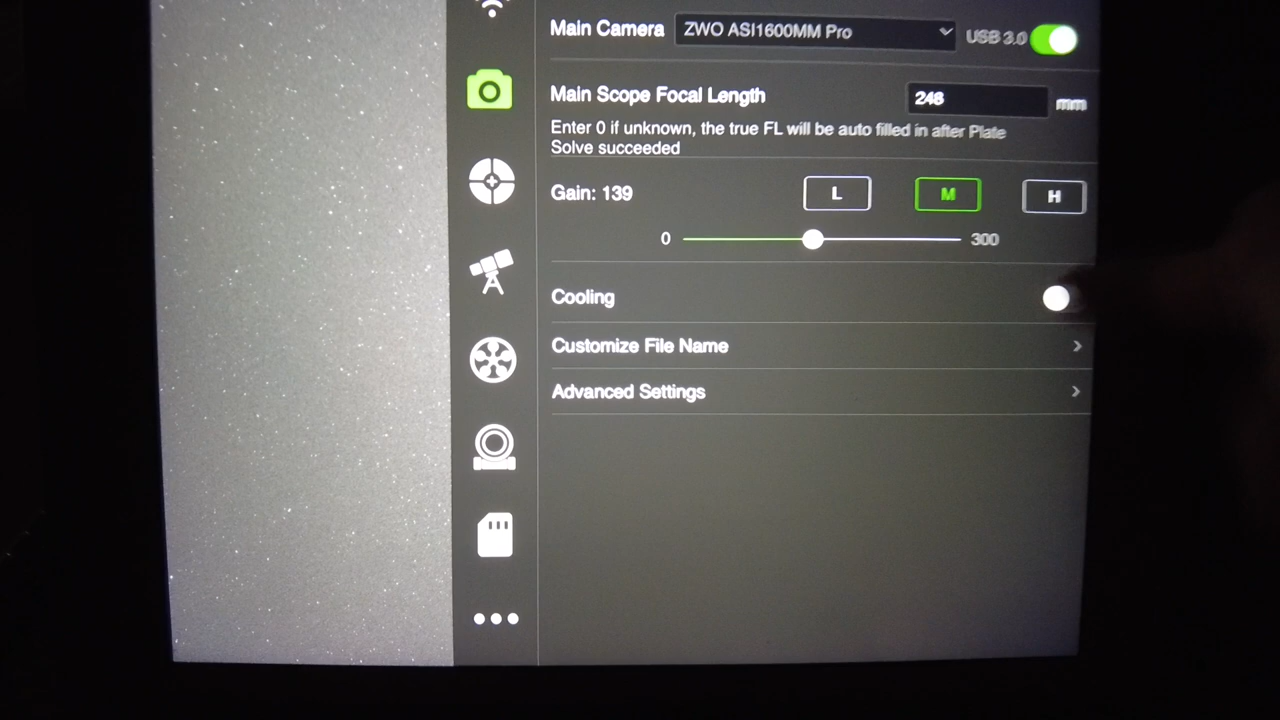 Main Camera ZWO ASI1600MM Pro USB 3.0
Main Scope Focal Length 248 mm
Enter 0 if unknown, the true FL will be auto filled in after Plate
Solve succeeded
Gain: 139 L M H
0 300
Cooling
Customize File Name
Advanced Settings